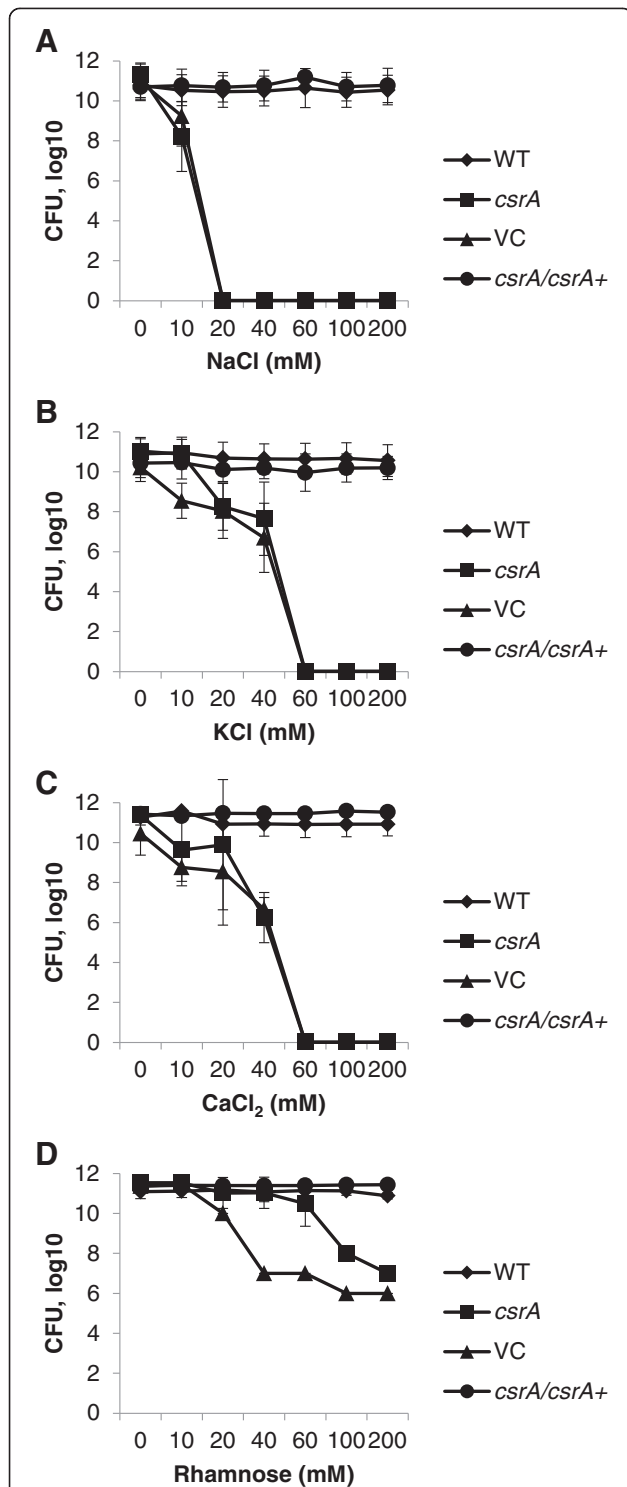 A
CFU, log10
12
10
8
6
4
2
0
0 10 20 40 60 100 200
NaCl (mM)
WT
csrA
VC
csrA/csrA+
B
CFU, log10
12
10
8
6
4
2
0
0 10 20 40 60 100 200
KCl (mM)
WT
csrA
VC
csrA/csrA+
C
CFU, log10
12
10
8
6
4
2
0
0 10 20 40 60 100 200
CaCl₂ (mM)
WT
csrA
VC
csrA/csrA+
D
CFU, log10
12
10
8
6
4
2
0
0 10 20 40 60 100 200
Rhamnose (mM)
WT
csrA
VC
csrA/csrA+